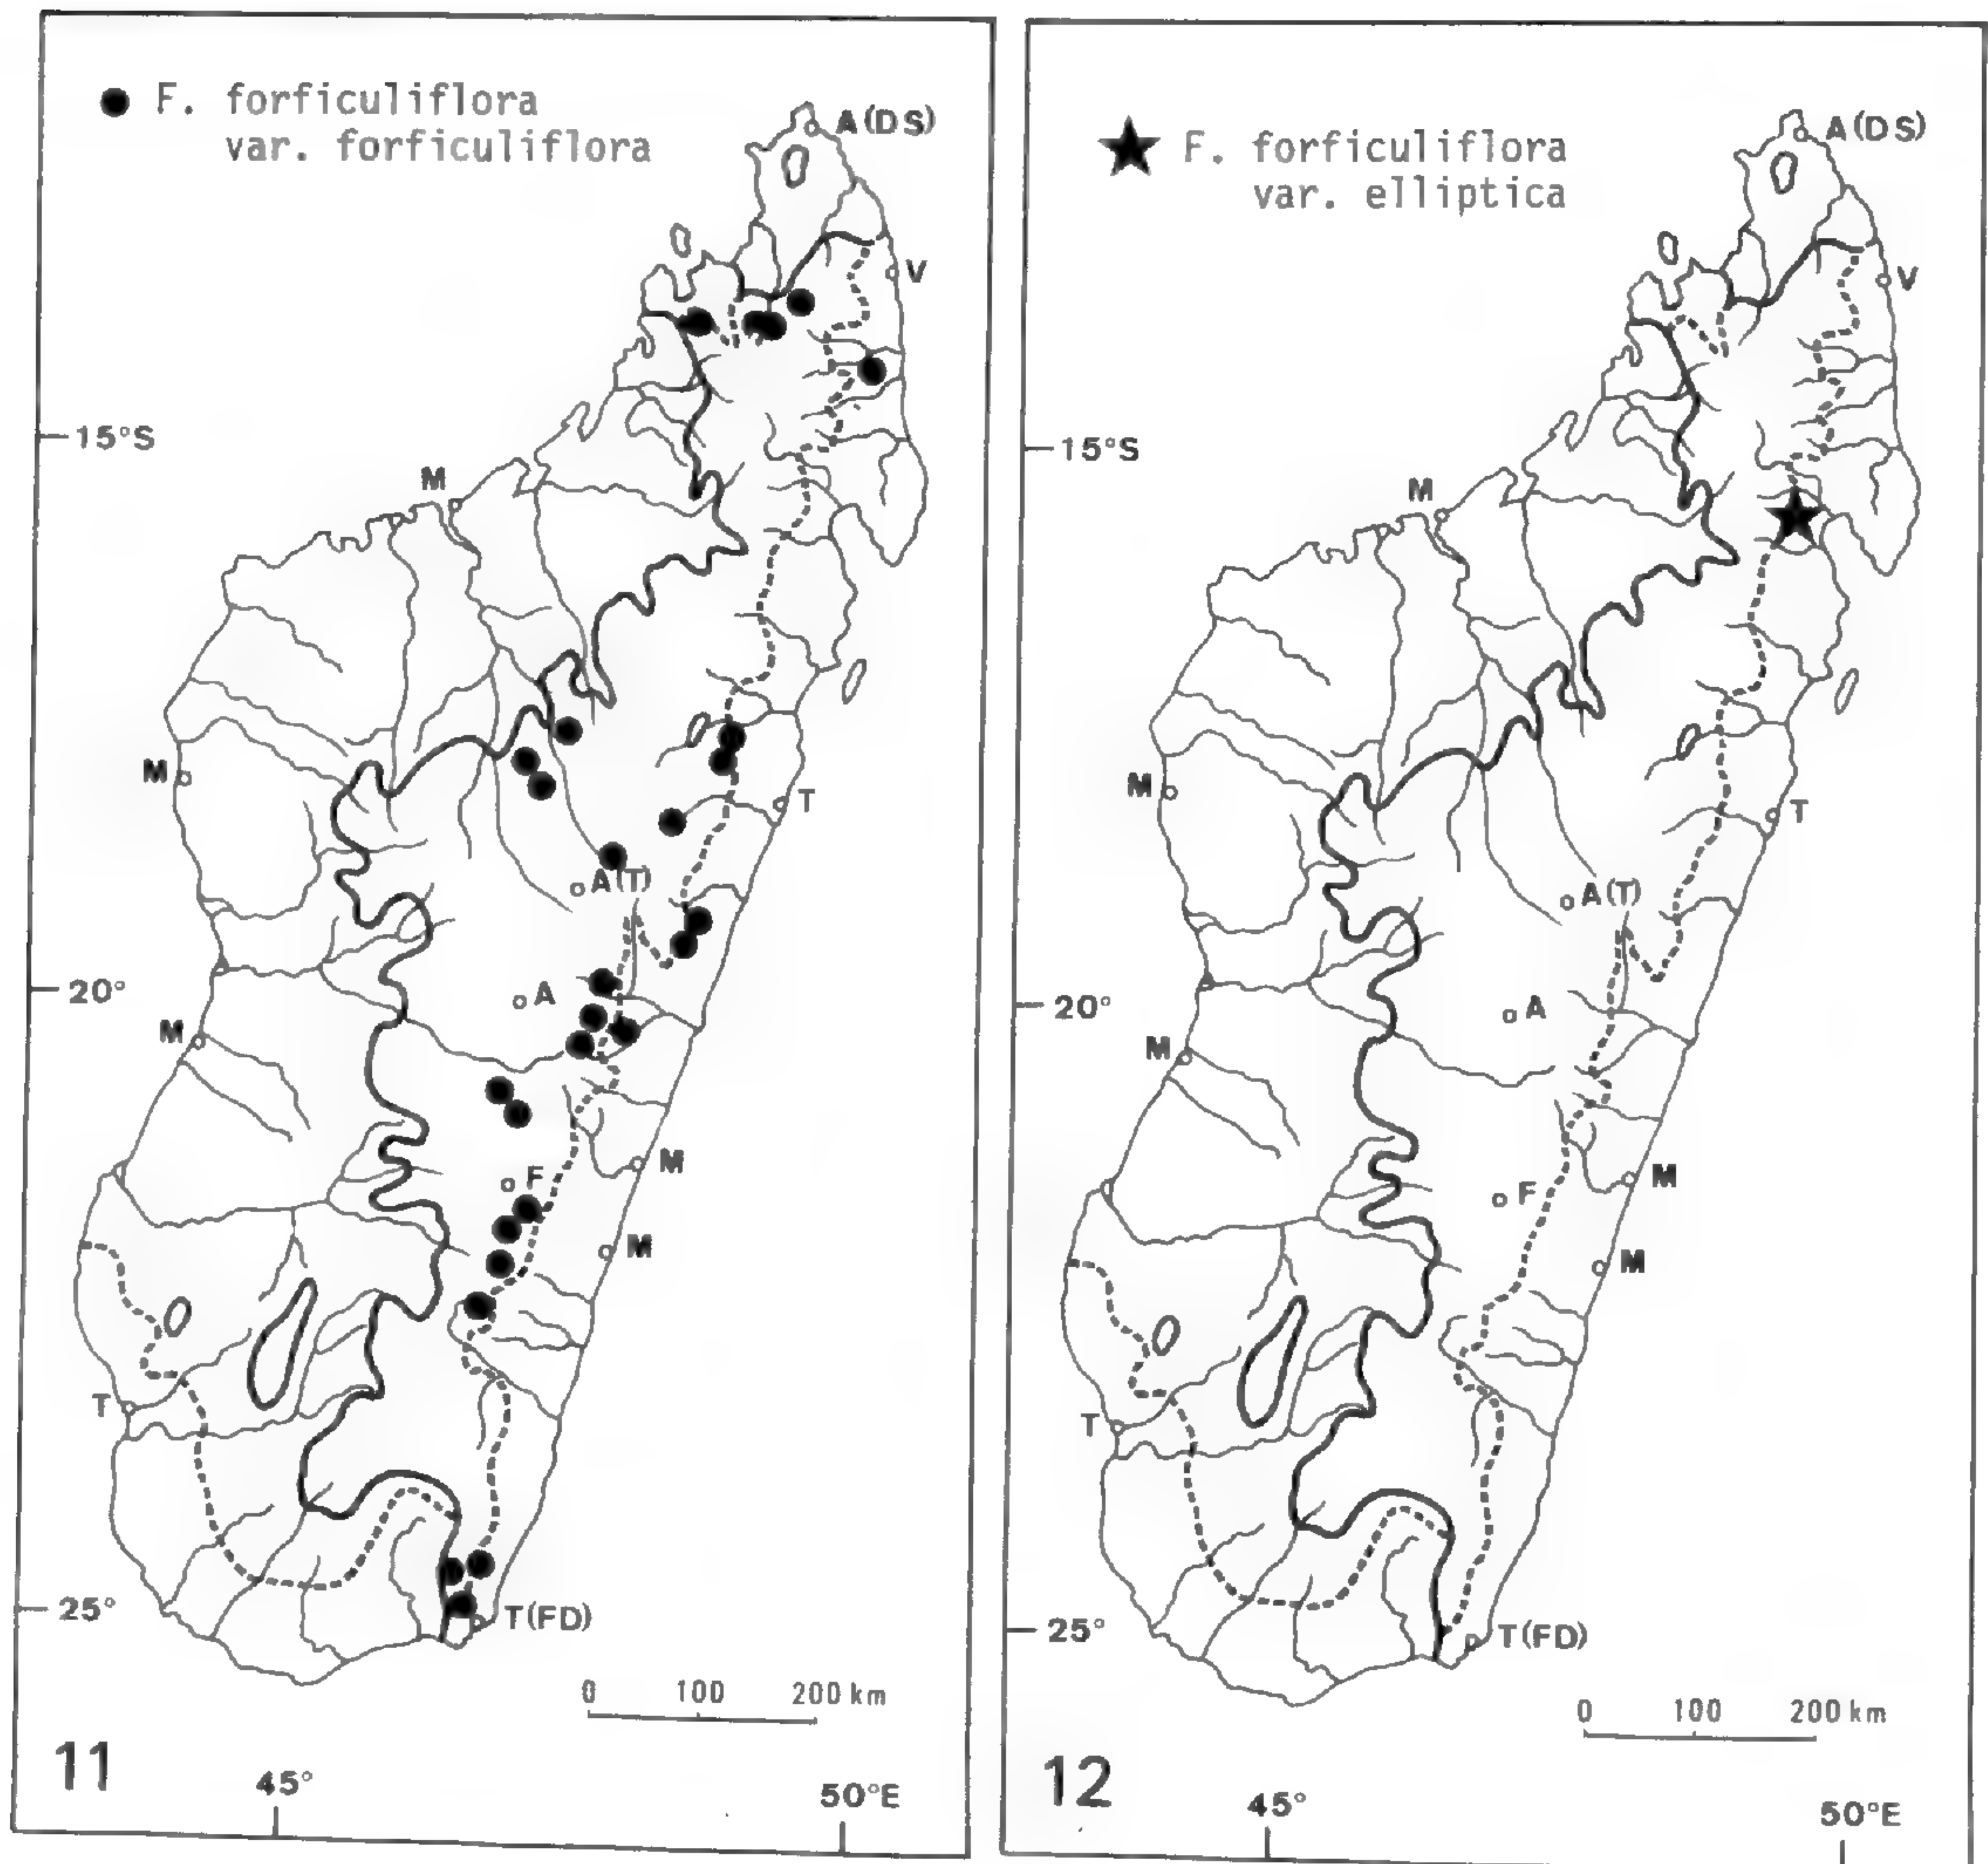 F. forficuliflora
var. forficuliflora
A(DS)
V
15°S
M
M
T
A(T)
20°
A
M
M
F
M
T
25°
T(FD)
0 100 200 km
11
45°
50°E
F. forficuliflora
var. elliptica
A(DS)
V
15°S
M
M
T
A(T)
20°
A
M
M
F
M
T
25°
T(FD)
0 100 200 km
12
45°
50°E